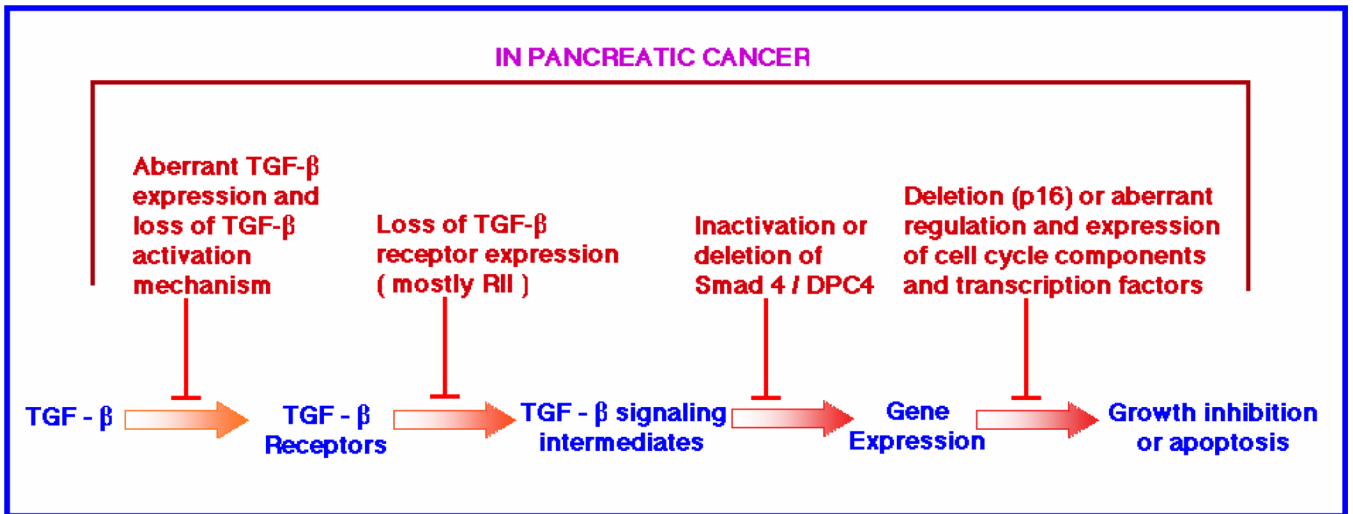 IN PANCREATIC CANCER
Aberrant TGF-β
expression and
loss of TGF-β
activation
mechanism
Loss of TGF-β
receptor expression
( mostly RII )
Inactivation or
deletion of
Smad 4 / DPC4
Deletion (p16) or aberrant
regulation and expression
of cell cycle components
and transcription factors
TGF - β
TGF - β
Receptors
TGF - β signaling
intermediates
Gene
Expression
Growth inhibition
or apoptosis